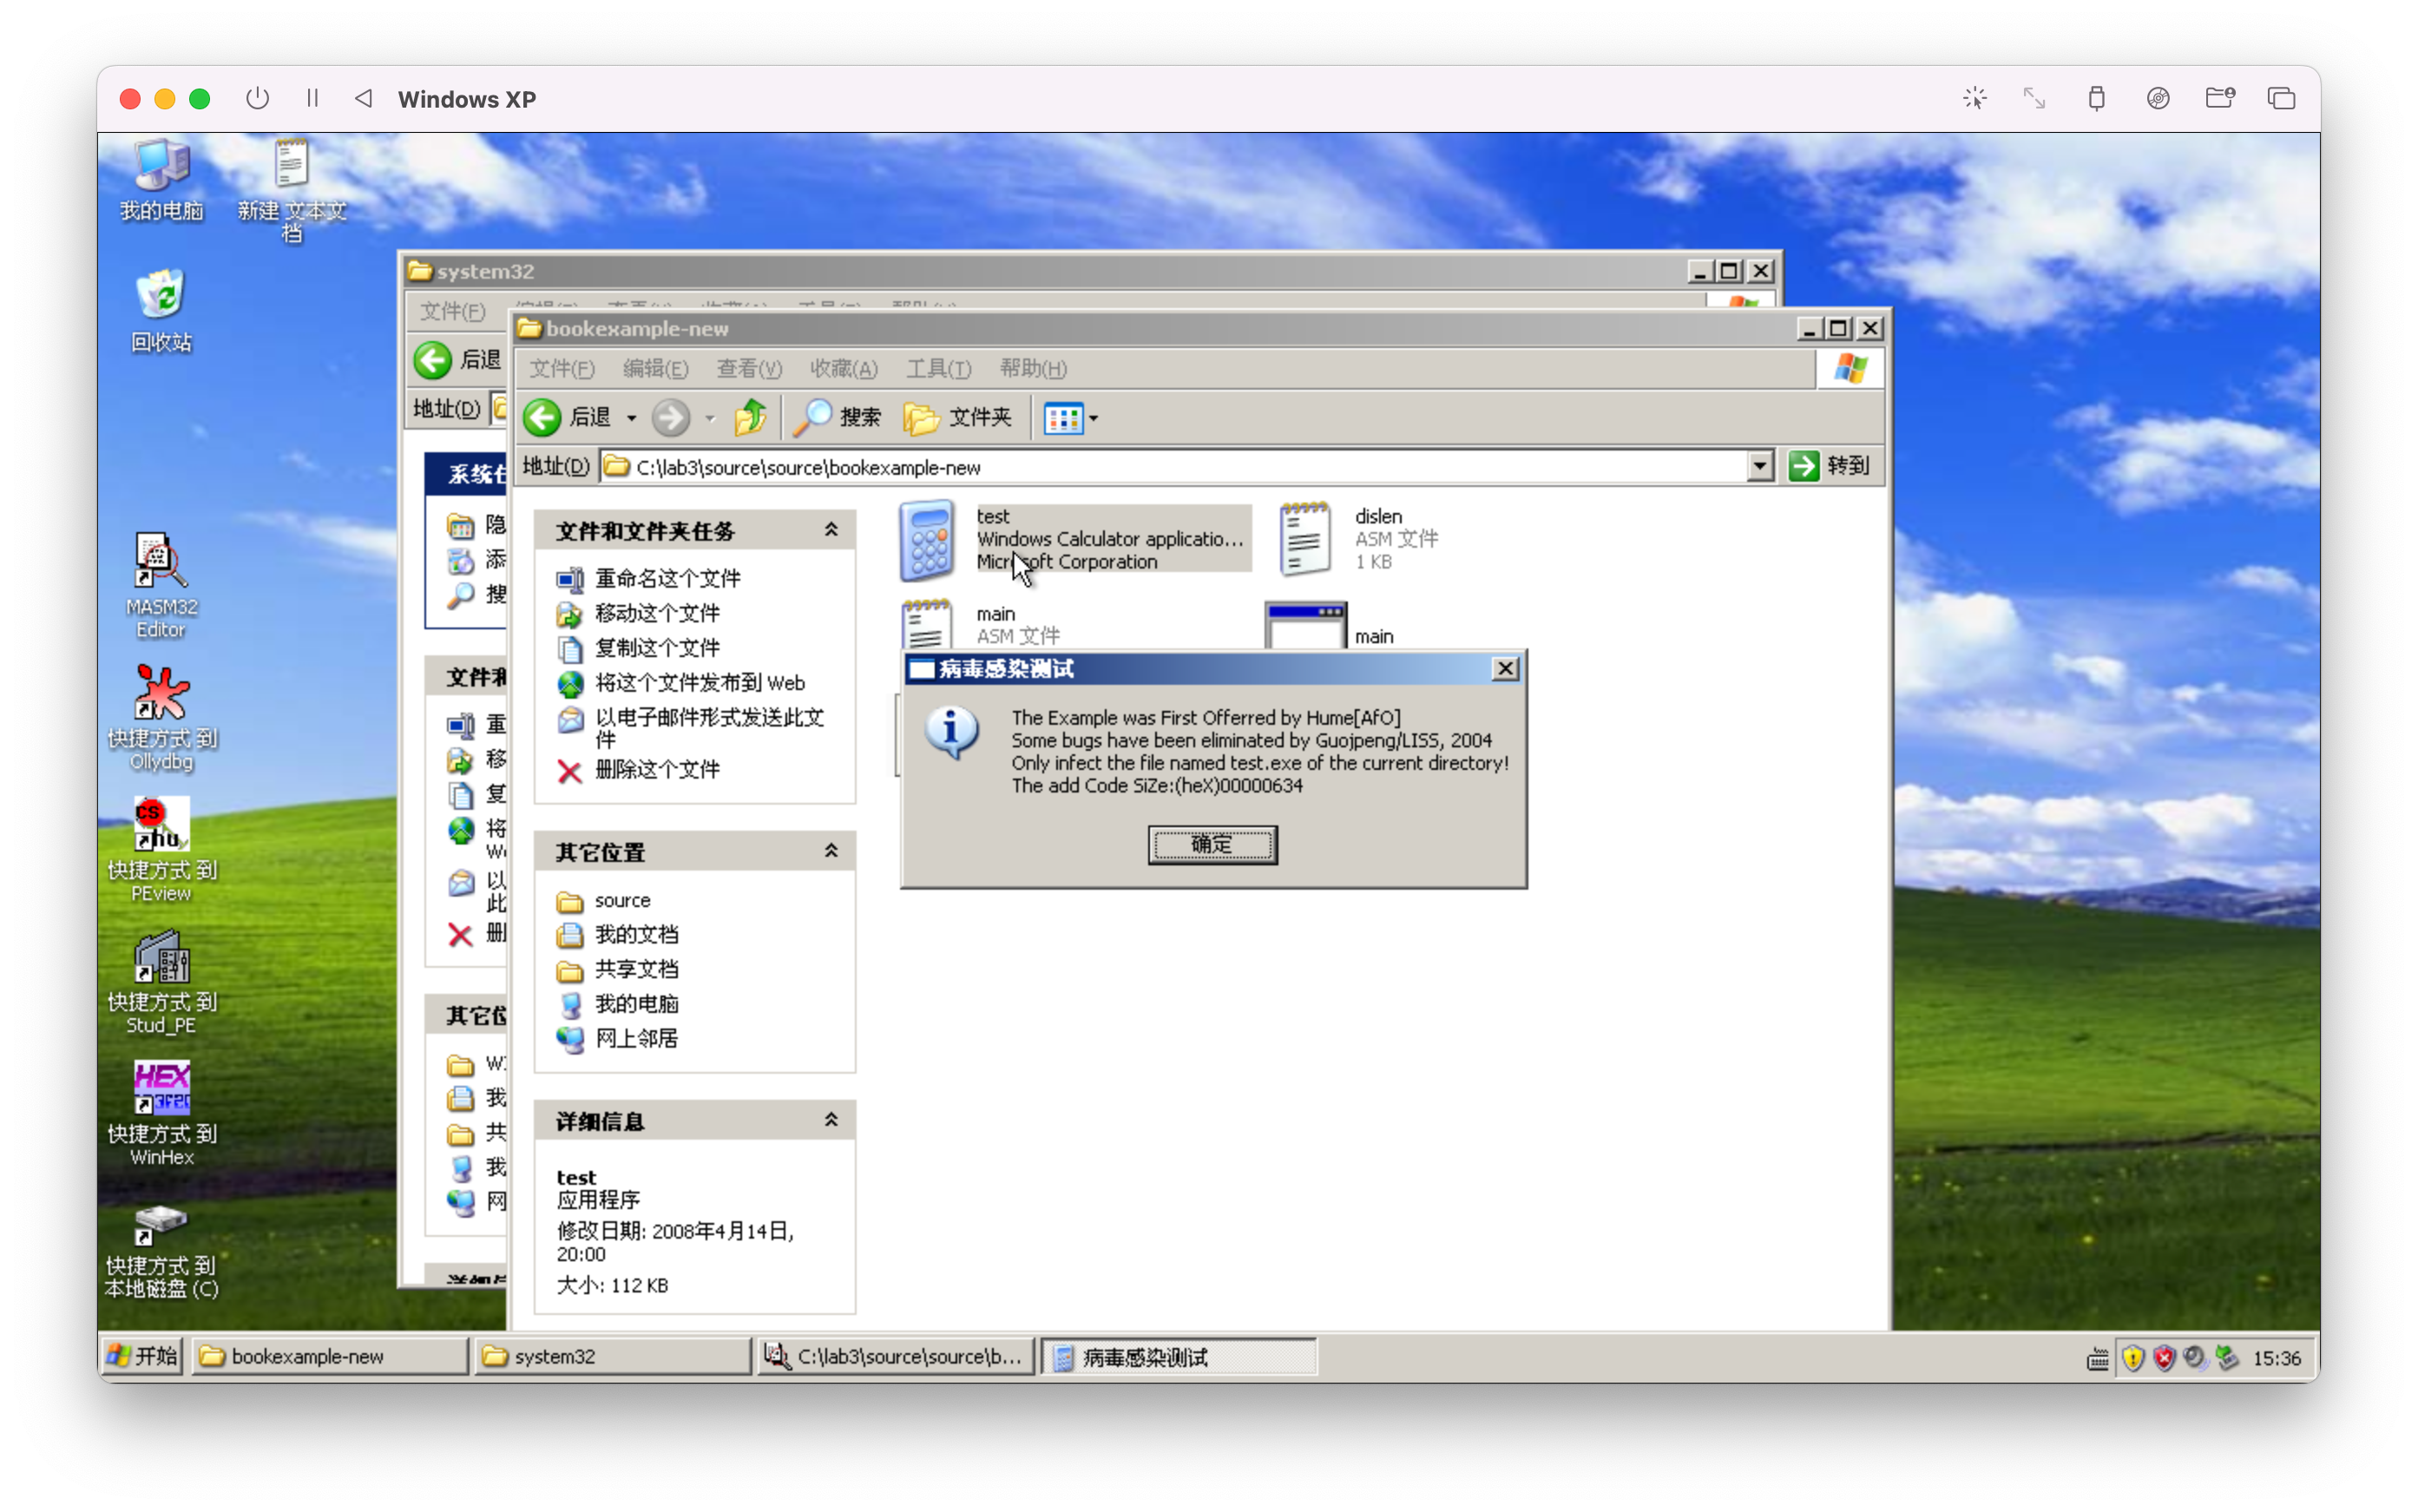 Windows XP
我的电脑
新建 文本文
档
回收站
MASM32
Editor
快捷方式 到
Ollydbg
快捷方式 到
PEview
快捷方式 到
Stud_PE
HEX
快捷方式 到
WinHex
快捷方式 到
本地磁盘 (C)
system32
文件(F)
后退
地址(D)
系统任
隐
添
搜
文件和
重
移
复
将
以
此
删
其它位
我
共
我
网
bookexample-new
文件(F) 编辑(E) 查看(V) 收藏(A) 工具(T) 帮助(H)
后退 搜索 文件夹
地址(D) C:\lab3\source\source\bookexample-new 转到
文件和文件夹任务
重命名这个文件
移动这个文件
复制这个文件
将这个文件发布到 Web
以电子邮件形式发送此文
件
删除这个文件
其它位置
source
我的文档
共享文档
我的电脑
网上邻居
详细信息
test
应用程序
修改日期: 2008年4月14日,
20:00
大小: 112 KB
test
Windows Calculator applicatio...
Microsoft Corporation
dislen
ASM 文件
1 KB
main
ASM 文件
main
病毒感染测试
The Example was First Offerred by Hume[AfO]
Some bugs have been eliminated by Guojpeng/LISS, 2004
Only infect the file named test.exe of the current directory!
The add Code SiZe:(heX)00000634
确定
开始 bookexample-new system32 C:\lab3\source\source\b... 病毒感染测试 15:36